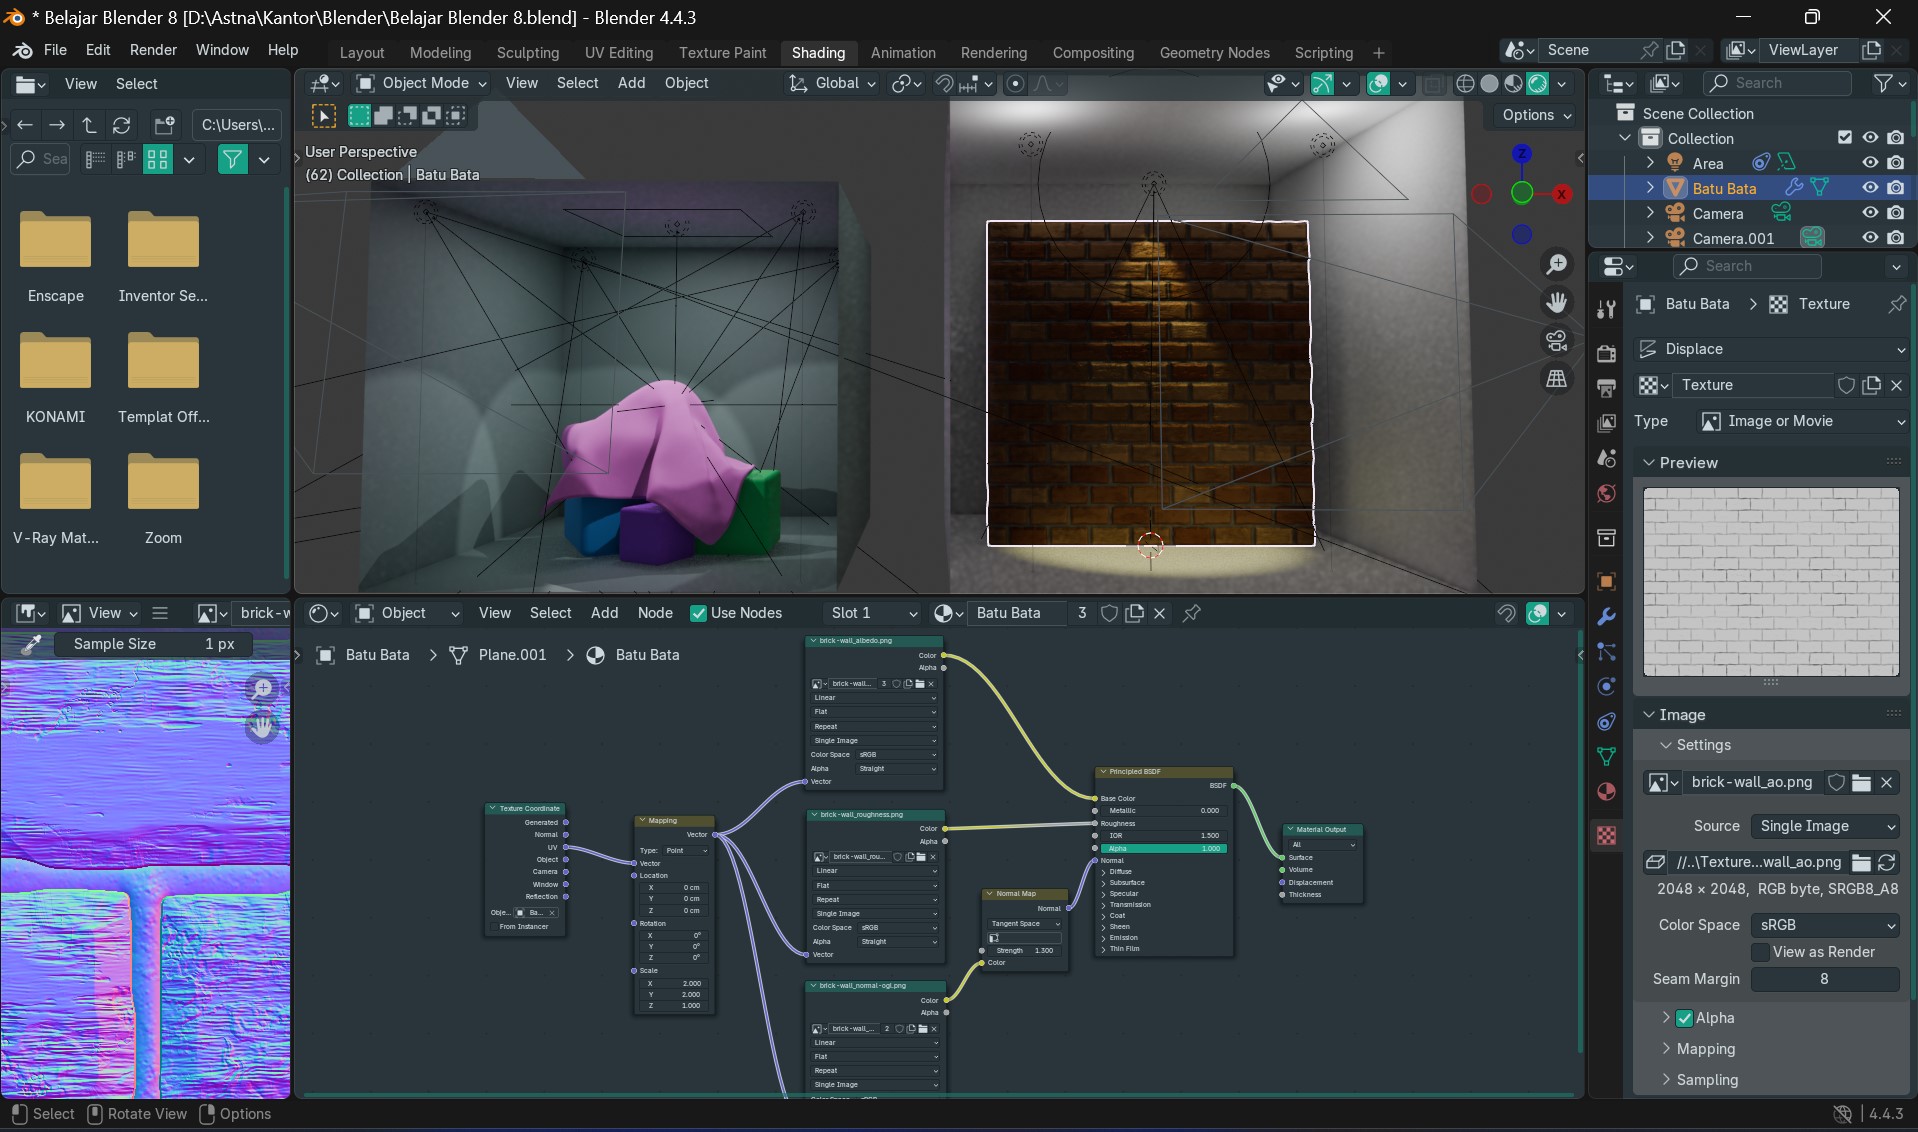 * Belajar Blender 8 [D:\Astna\Kantor\Blender\Belajar Blender 8.blend] - Blender 4.4.3
File Edit Render Window Help
Layout Modeling Sculpting UV Editing Texture Paint Shading Animation Rendering Compositing Geometry Nodes Scripting +
Scene
ViewLayer
View Select
C:\Users\...
Sea
Enscape
Inventor Se...
KONAMI
Templat Off...
V-Ray Mat...
Zoom
Object Mode View Select Add Object
Global
Options
User Perspective
(62) Collection | Batu Bata
Z
X
Search
Scene Collection
Collection
Area
Batu Bata
Camera
Camera.001
Search
Batu Bata > Texture
Displace
Texture
Type Image or Movie
Preview
Image
Settings
brick-wall_ao.png
Source Single Image
//..\Texture...wall_ao.png
2048 × 2048, RGB byte, SRGB8_A8
Color Space sRGB
View as Render
Seam Margin 8
Alpha
Mapping
Sampling
View
brick-w
Sample Size 1 px
Object View Select Add Node Use Nodes
Slot 1
Batu Bata 3
Batu Bata > Plane.001 > Batu Bata
Texture Coordinate
Generated
Normal
UV
Object
Camera
Window
Reflection
Obje... Ba...
From Instancer
Mapping
Vector
Type: Point
Vector
Location
X 0 cm
Y 0 cm
Z 0 cm
Rotation
X 0°
Y 0°
Z 0°
Scale
X 2.000
Y 2.000
Z 1.000
brick-wall_albedo.png
Color
Alpha
brick-wall... 3
Linear
Flat
Repeat
Single Image
Color Space sRGB
Alpha Straight
Vector
brick-wall_roughness.png
Color
Alpha
brick-wall_rou...
Linear
Flat
Repeat
Single Image
Color Space sRGB
Alpha Straight
Vector
brick-wall_normal-ogl.png
Color
Alpha
brick-wall_... 2
Linear
Flat
Repeat
Single Image
Normal Map
Normal
Tangent Space
Strength 1.300
Color
Principled BSDF
BSDF
Base Color
Metallic 0.000
Roughness
IOR 1.500
Alpha 1.000
Normal
Diffuse
Subsurface
Specular
Transmission
Coat
Sheen
Emission
Thin Film
Material Output
All
Surface
Volume
Displacement
Thickness
Select Rotate View Options
4.4.3